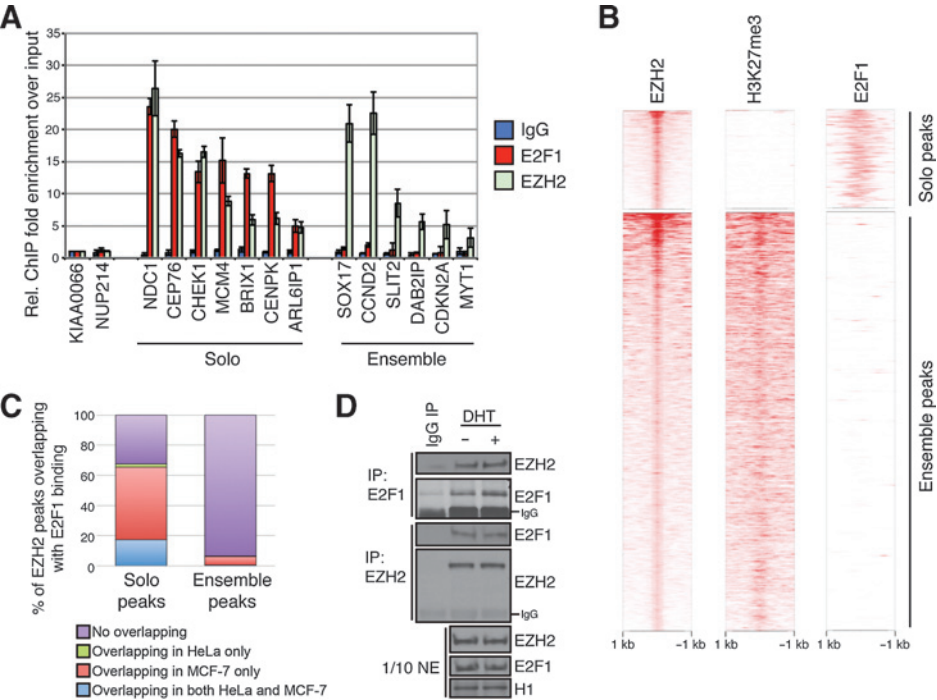 A
Rel. ChIP fold enrichment over input
35
30
25
20
15
10
5
0
KIAA0066
NUP214
NDC1
CEP76
CHEK1
MCM4
BRIX1
CENPK
ARL6IP1
SOX17
CCND2
SLIT2
DAB2IP
CDKN2A
MYT1
Solo
Ensemble
IgG
E2F1
EZH2
B
EZH2
H3K27me3
E2F1
Solo peaks
Ensemble peaks
1 kb
-1 kb
1 kb
-1 kb
1 kb
-1 kb
C
% of EZH2 peaks overlapping
with E2F1 binding
100
80
60
40
20
0
Solo
peaks
Ensemble
peaks
No overlapping
Overlapping in HeLa only
Overlapping in MCF-7 only
Overlapping in both HeLa and MCF-7
D
IgG IP
DHT
- +
IP:
E2F1
EZH2
E2F1
IgG
IP:
EZH2
E2F1
EZH2
IgG
1/10 NE
EZH2
E2F1
H1